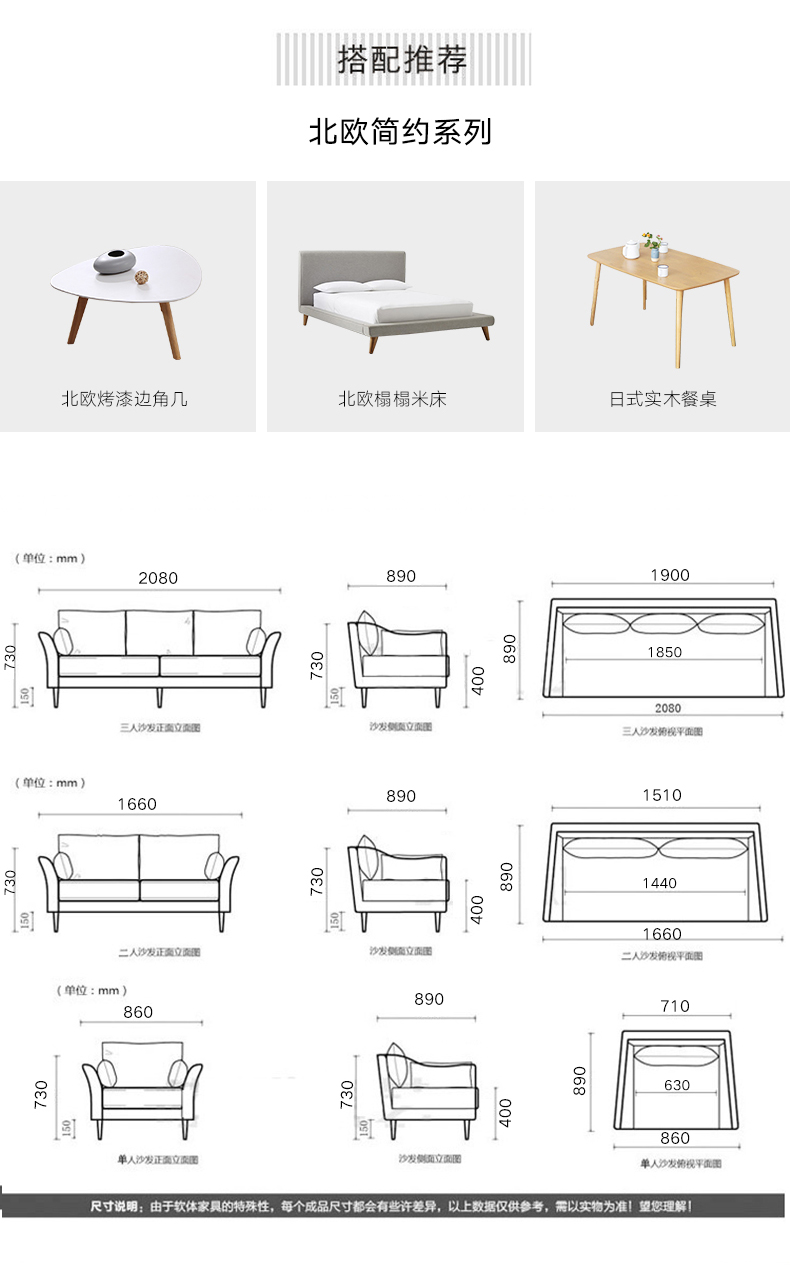 搭配推荐
北欧简约系列
北欧烤漆边角几
北欧榻榻米床
日式实木餐桌
(单位：mm)
2080
890
1900
730
150
730
150
400
890
1850
2080
三人沙发正面立面图
沙发侧面立面图
三人沙发俯视平面图
(单位：mm)
1660
890
1510
730
150
730
150
400
890
1440
1660
二人沙发正面立面图
沙发侧面立面图
二人沙发俯视平面图
(单位：mm)
860
890
710
730
150
730
150
400
890
630
860
单人沙发正面立面图
沙发侧面立面图
单人沙发俯视平面图
尺寸说明：由于软体家具的特殊性，每个成品尺寸都会有些许差异，以上数据仅供参考，需以实物为准！望您理解！